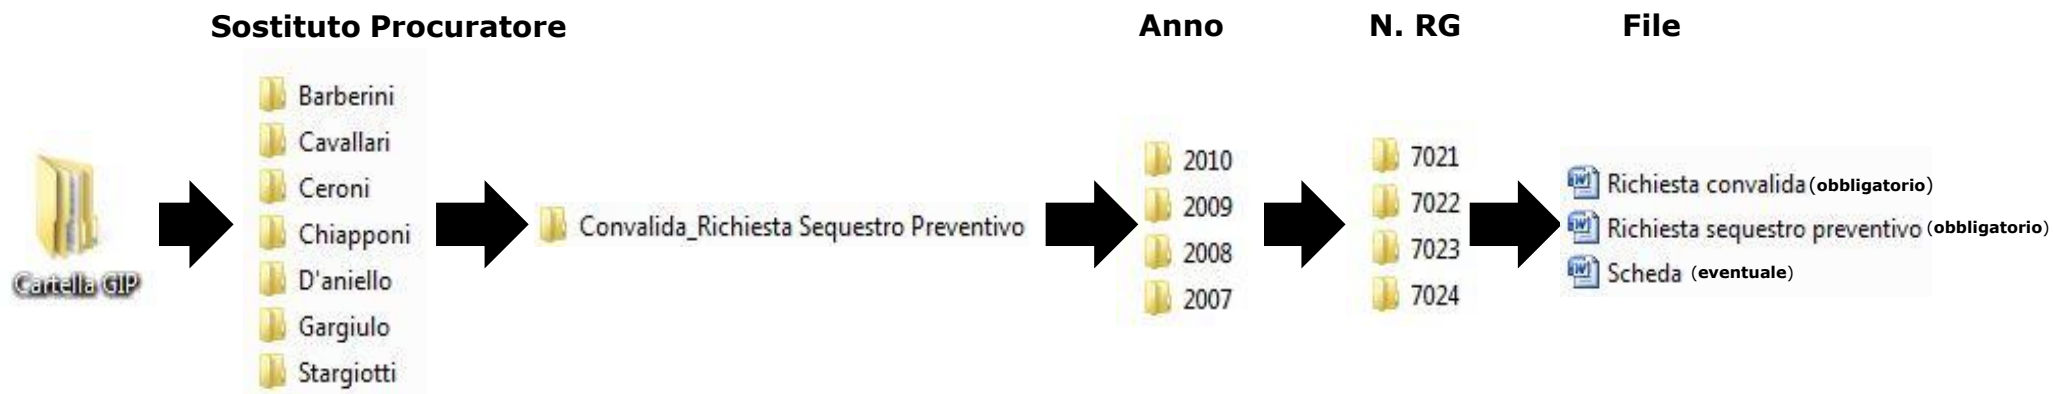 Sostituto Procuratore
Anno
N. RG
File
Cartella GIP
Barberini
Cavallari
Ceroni
Chiapponi
D'aniello
Gargiulo
Stargiotti
Convalida_Richiesta Sequestro Preventivo
2010
2009
2008
2007
7021
7022
7023
7024
Richiesta convalida (obbligatorio)
Richiesta sequestro preventivo (obbligatorio)
Scheda (eventuale)